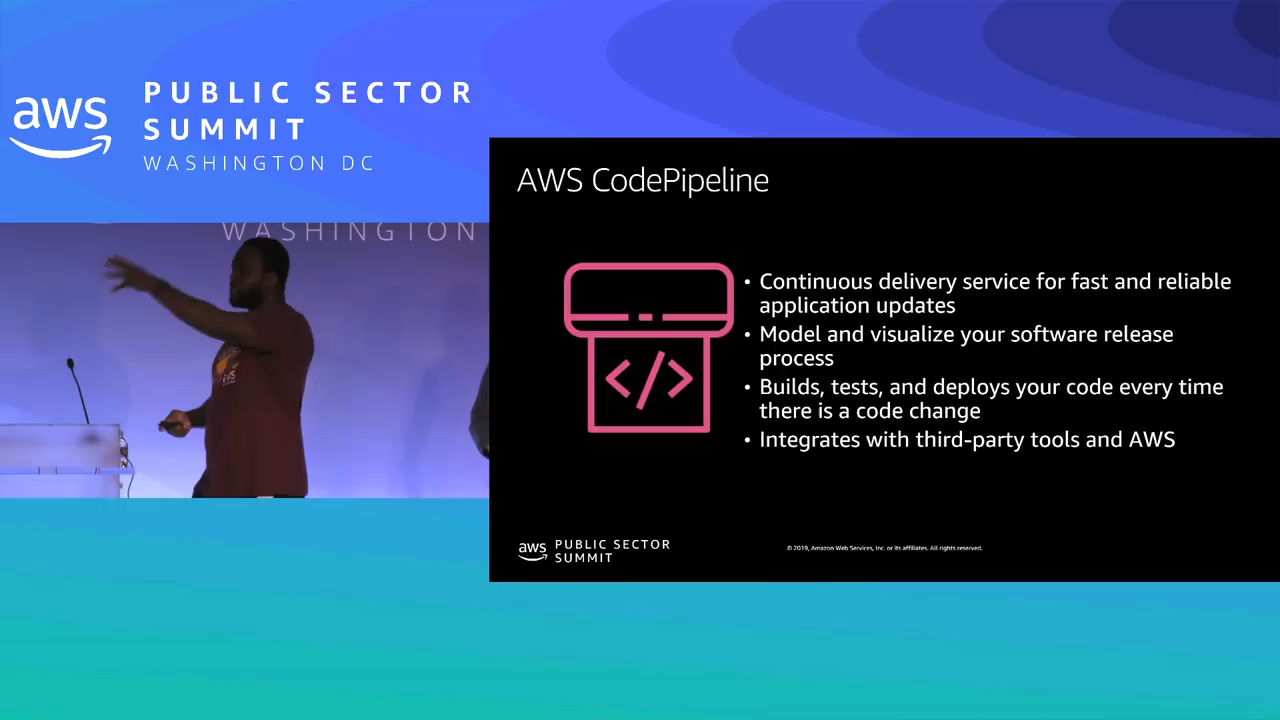 aws
PUBLIC SECTOR
SUMMIT
WASHINGTON DC
WASHINGTON
AWS CodePipeline
</>
• Continuous delivery service for fast and reliable
application updates
• Model and visualize your software release
process
• Builds, tests, and deploys your code every time
there is a code change
• Integrates with third-party tools and AWS
aws
PUBLIC SECTOR
SUMMIT
© 2019, Amazon Web Services, Inc. or its affiliates. All rights reserved.